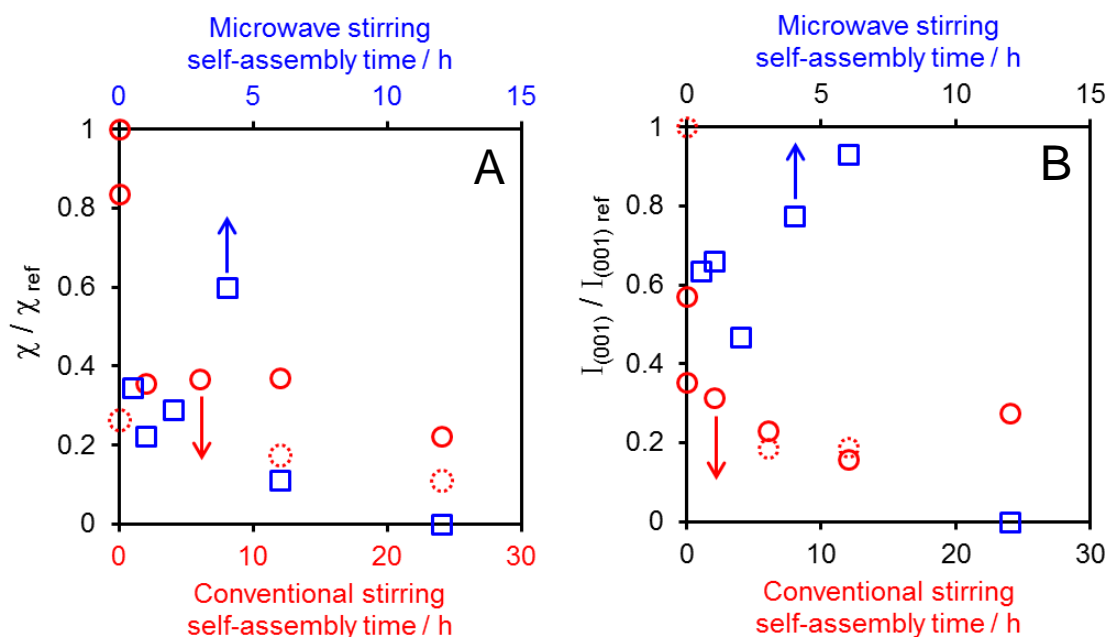 Microwave stirring
self-assembly time / h
0 5 10 15
1
0.8
0.6
0.4
0.2
0
χ / χ ref
A
0 10 20 30
Conventional stirring
self-assembly time / h
Microwave stirring
self-assembly time / h
0 5 10 15
1
0.8
0.6
0.4
0.2
0
I(001) / I(001) ref
B
0 10 20 30
Conventional stirring
self-assembly time / h